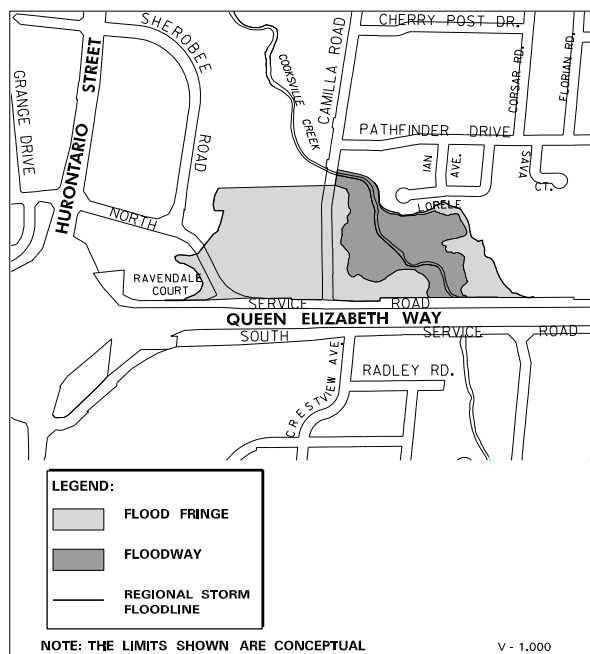 SHEROBEE
ROAD
GRANGE DRIVE
HURONTARIO STREET
COOKSVILLE
CREEK
CAMILLA ROAD
CHERRY POST DR.
CORSAR RD.
FLORIAN RD.
PATHFINDER DRIVE
IAN
AVE.
SAVA
CT.
LORELE
NORTH
RAVENDALE
COURT
SERVICE ROAD
QUEEN ELIZABETH WAY
SOUTH SERVICE ROAD
CRESTVIEW AVE.
RADLEY RD.
LEGEND:
FLOOD FRINGE
FLOODWAY
REGIONAL STORM
FLOODLINE
NOTE: THE LIMITS SHOWN ARE CONCEPTUAL
V - 1.000